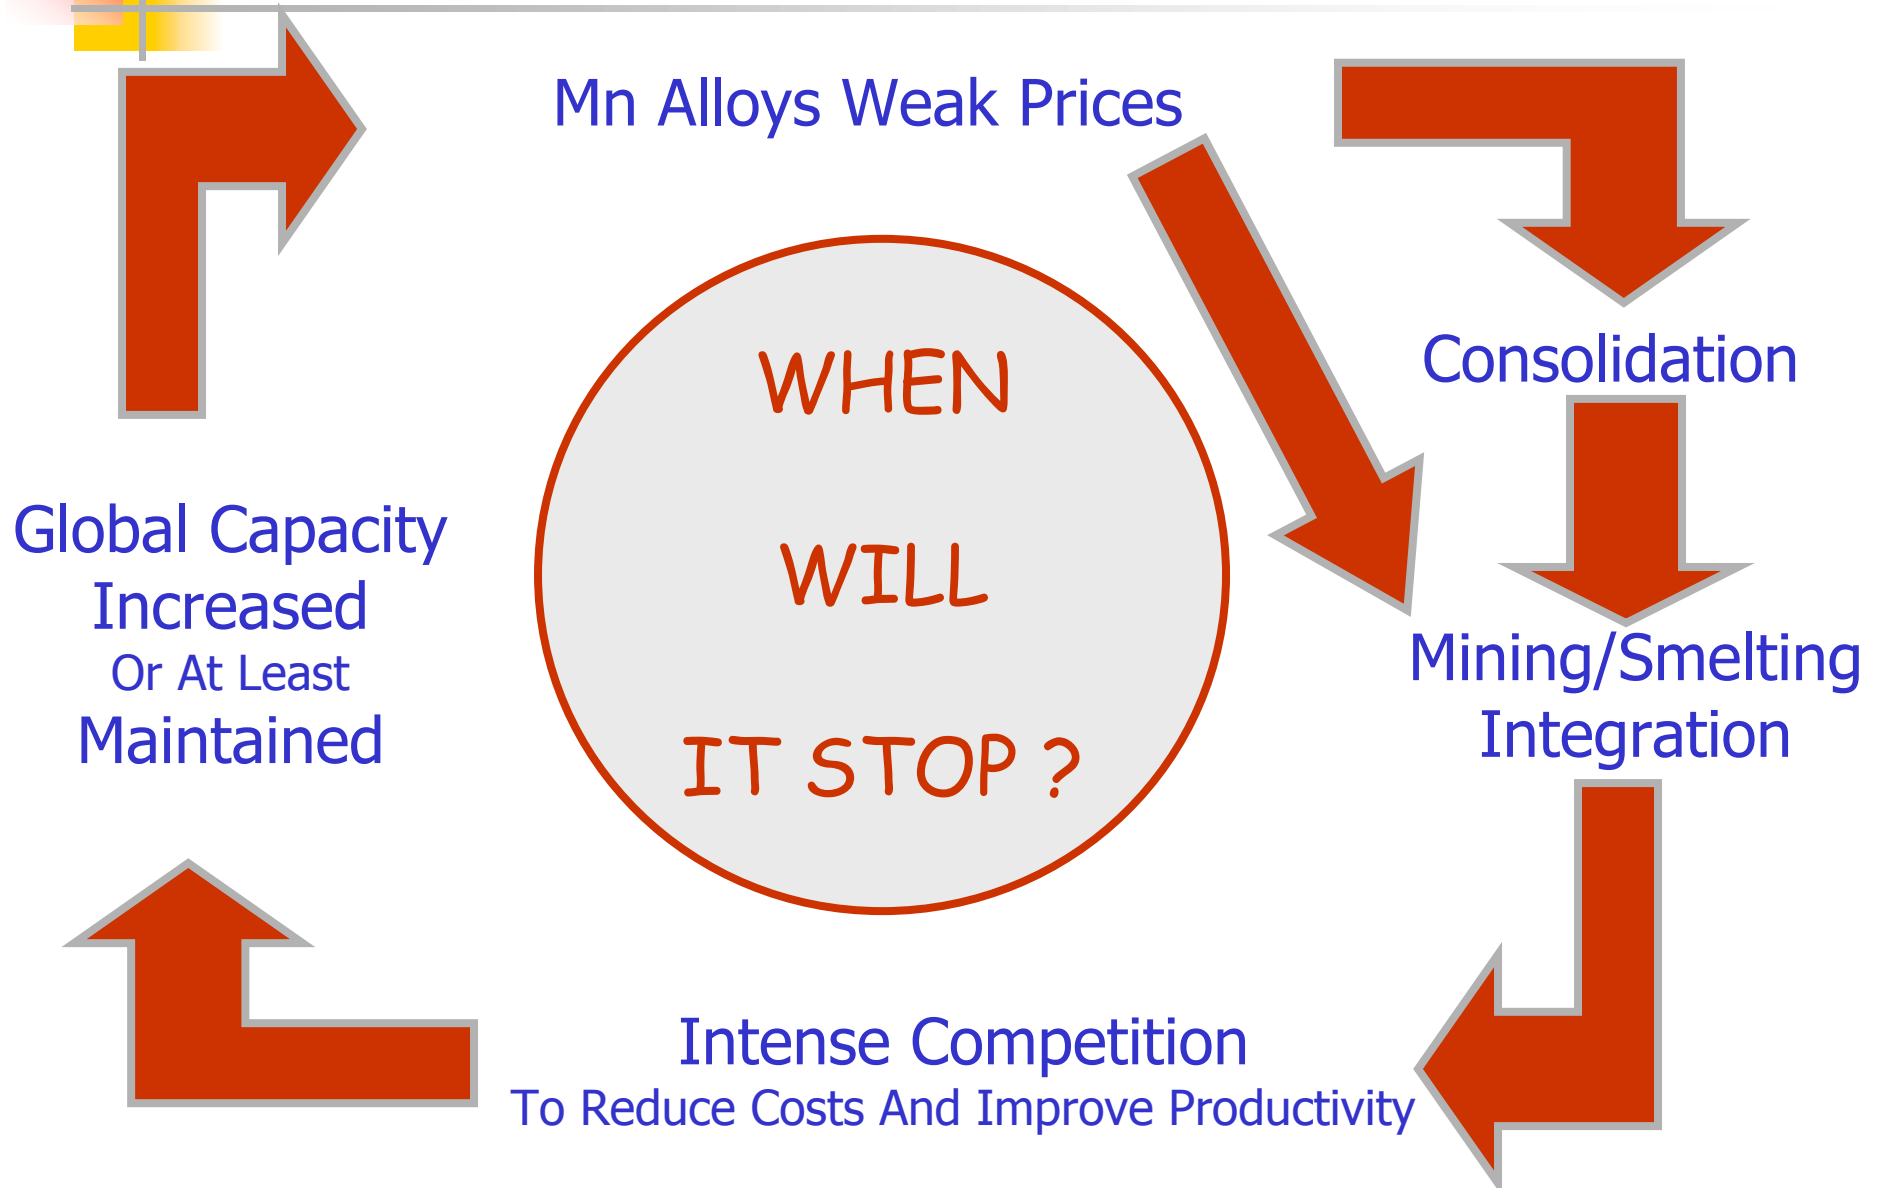 Mn Alloys Weak Prices
Consolidation
Mining/Smelting
Integration
Intense Competition
To Reduce Costs And Improve Productivity
Global Capacity
Increased
Or At Least
Maintained
WHEN
WILL
IT STOP ?